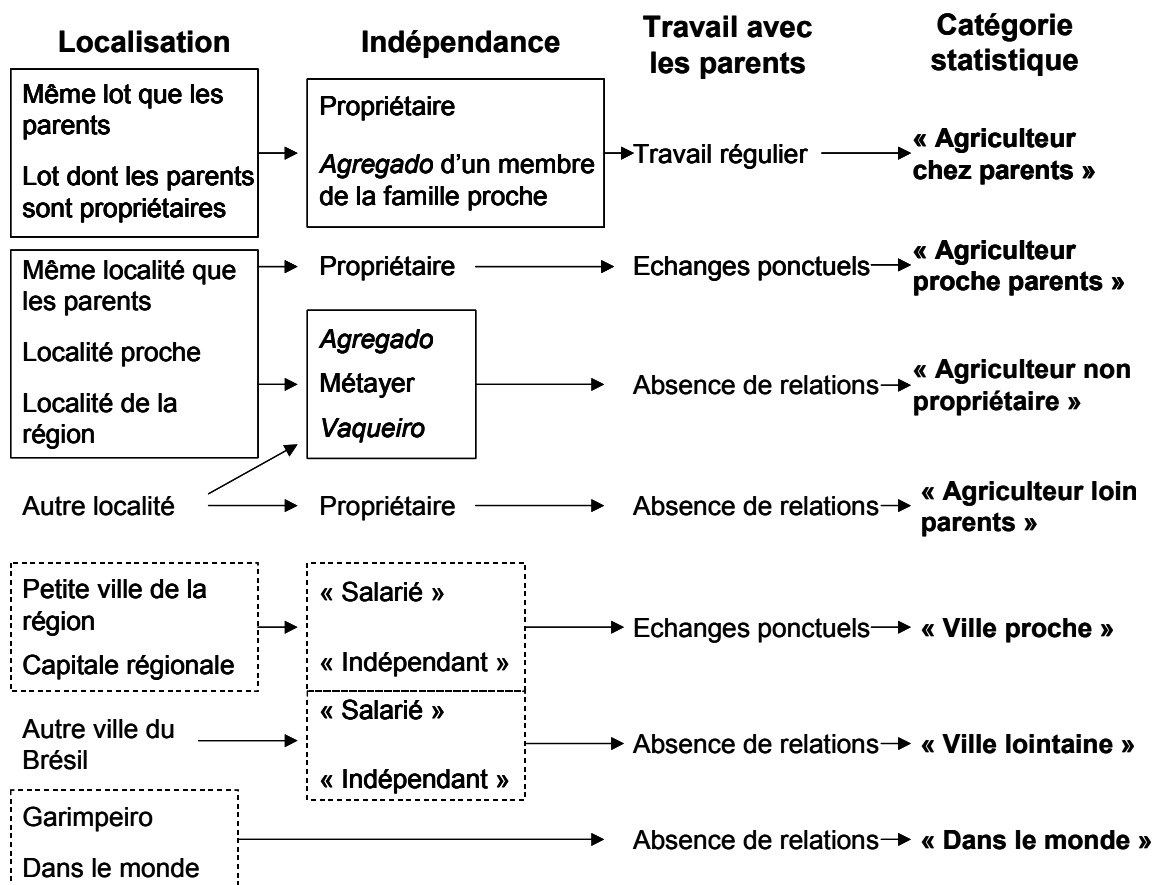 Localisation
Indépendance
Travail avec
les parents
Catégorie
statistique
Même lot que les
parents
Lot dont les parents
sont propriétaires
Propriétaire
Agregado d'un membre
de la famille proche
Travail régulier
« Agriculteur
chez parents »
Même localité que
les parents
Localité proche
Localité de la
région
Propriétaire
Echanges ponctuels
« Agriculteur
proche parents »
Agregado
Métayer
Vaqueiro
Absence de relations
« Agriculteur non
propriétaire »
Autre localité
Propriétaire
Absence de relations
« Agriculteur loin
parents »
Petite ville de la
région
Capitale régionale
« Salarié »
« Indépendant »
Echanges ponctuels
« Ville proche »
Autre ville du
Brésil
« Salarié »
« Indépendant »
Absence de relations
« Ville lointaine »
Garimpeiro
Dans le monde
Absence de relations
« Dans le monde »